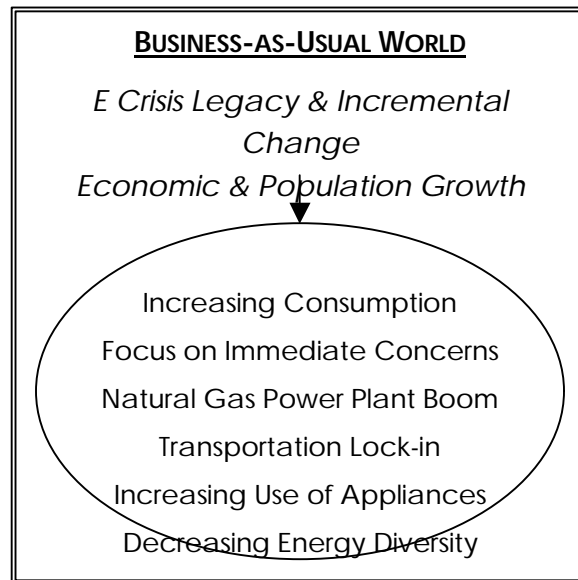 BUSINESS-AS-USUAL WORLD
E Crisis Legacy & Incremental
Change
Economic & Population Growth
Increasing Consumption
Focus on Immediate Concerns
Natural Gas Power Plant Boom
Transportation Lock-in
Increasing Use of Appliances
Decreasing Energy Diversity